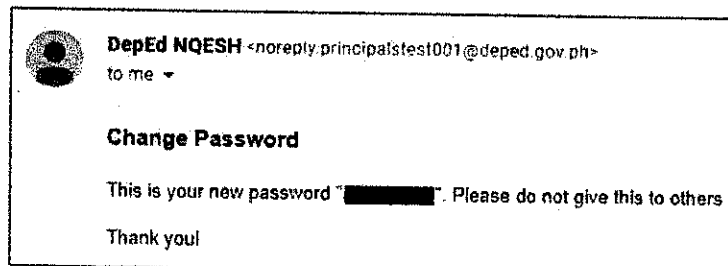 DepEd NQESH <noreply.principalstest001@deped.gov.ph>
to me
Change Password
This is your new password "". Please do not give this to others
Thank you!